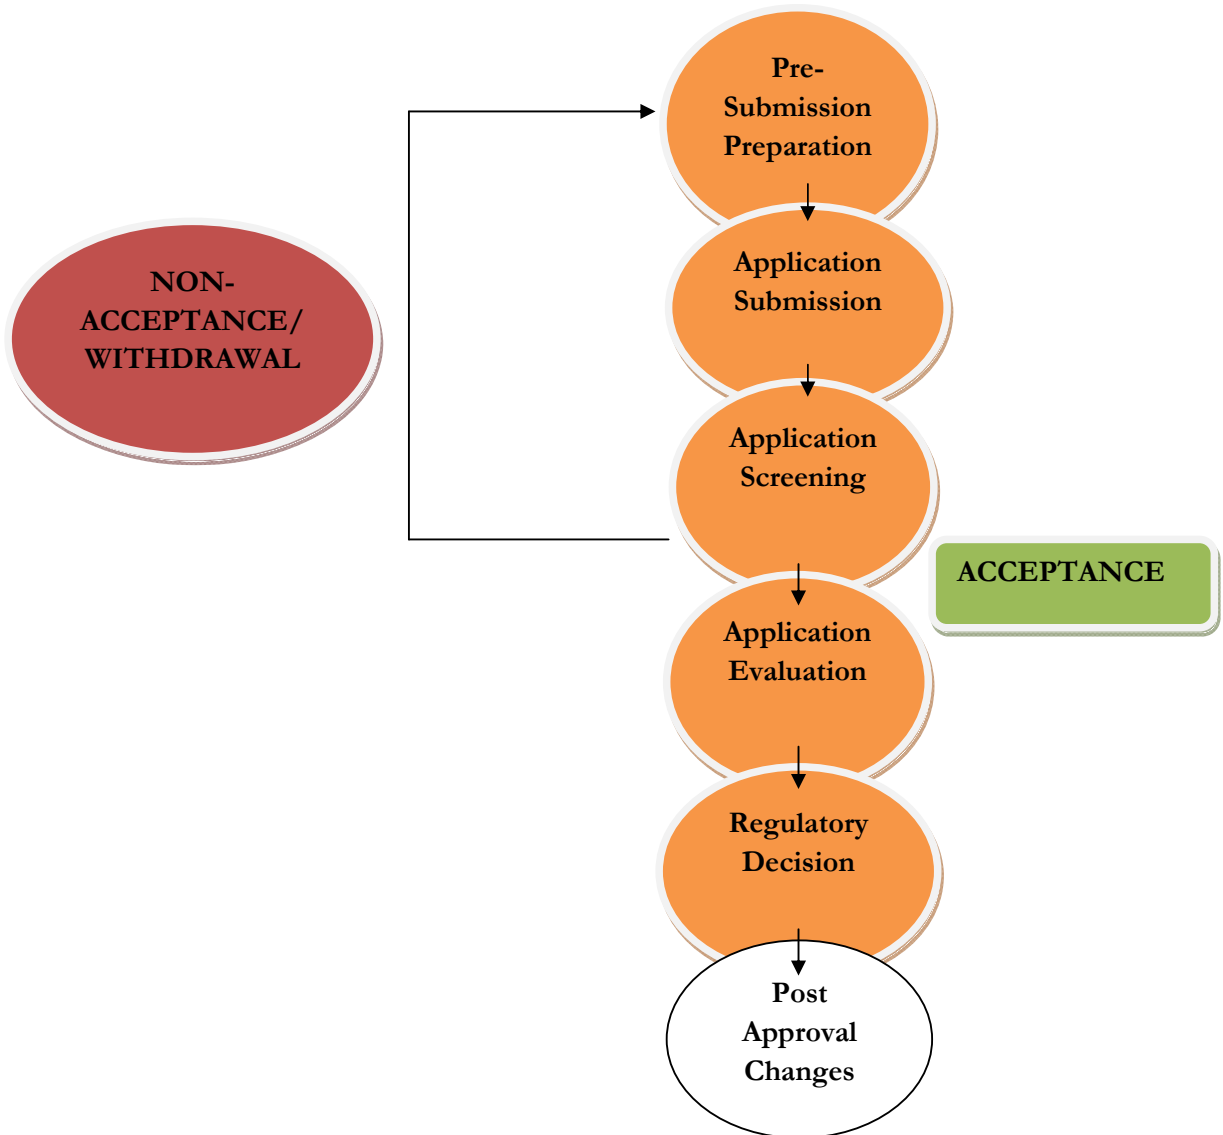 Pre-
Submission
Preparation
Application
Submission
NON-
ACCEPTANCE/
WITHDRAWAL
Application
Screening
ACCEPTANCE
Application
Evaluation
Regulatory
Decision
Post
Approval
Changes